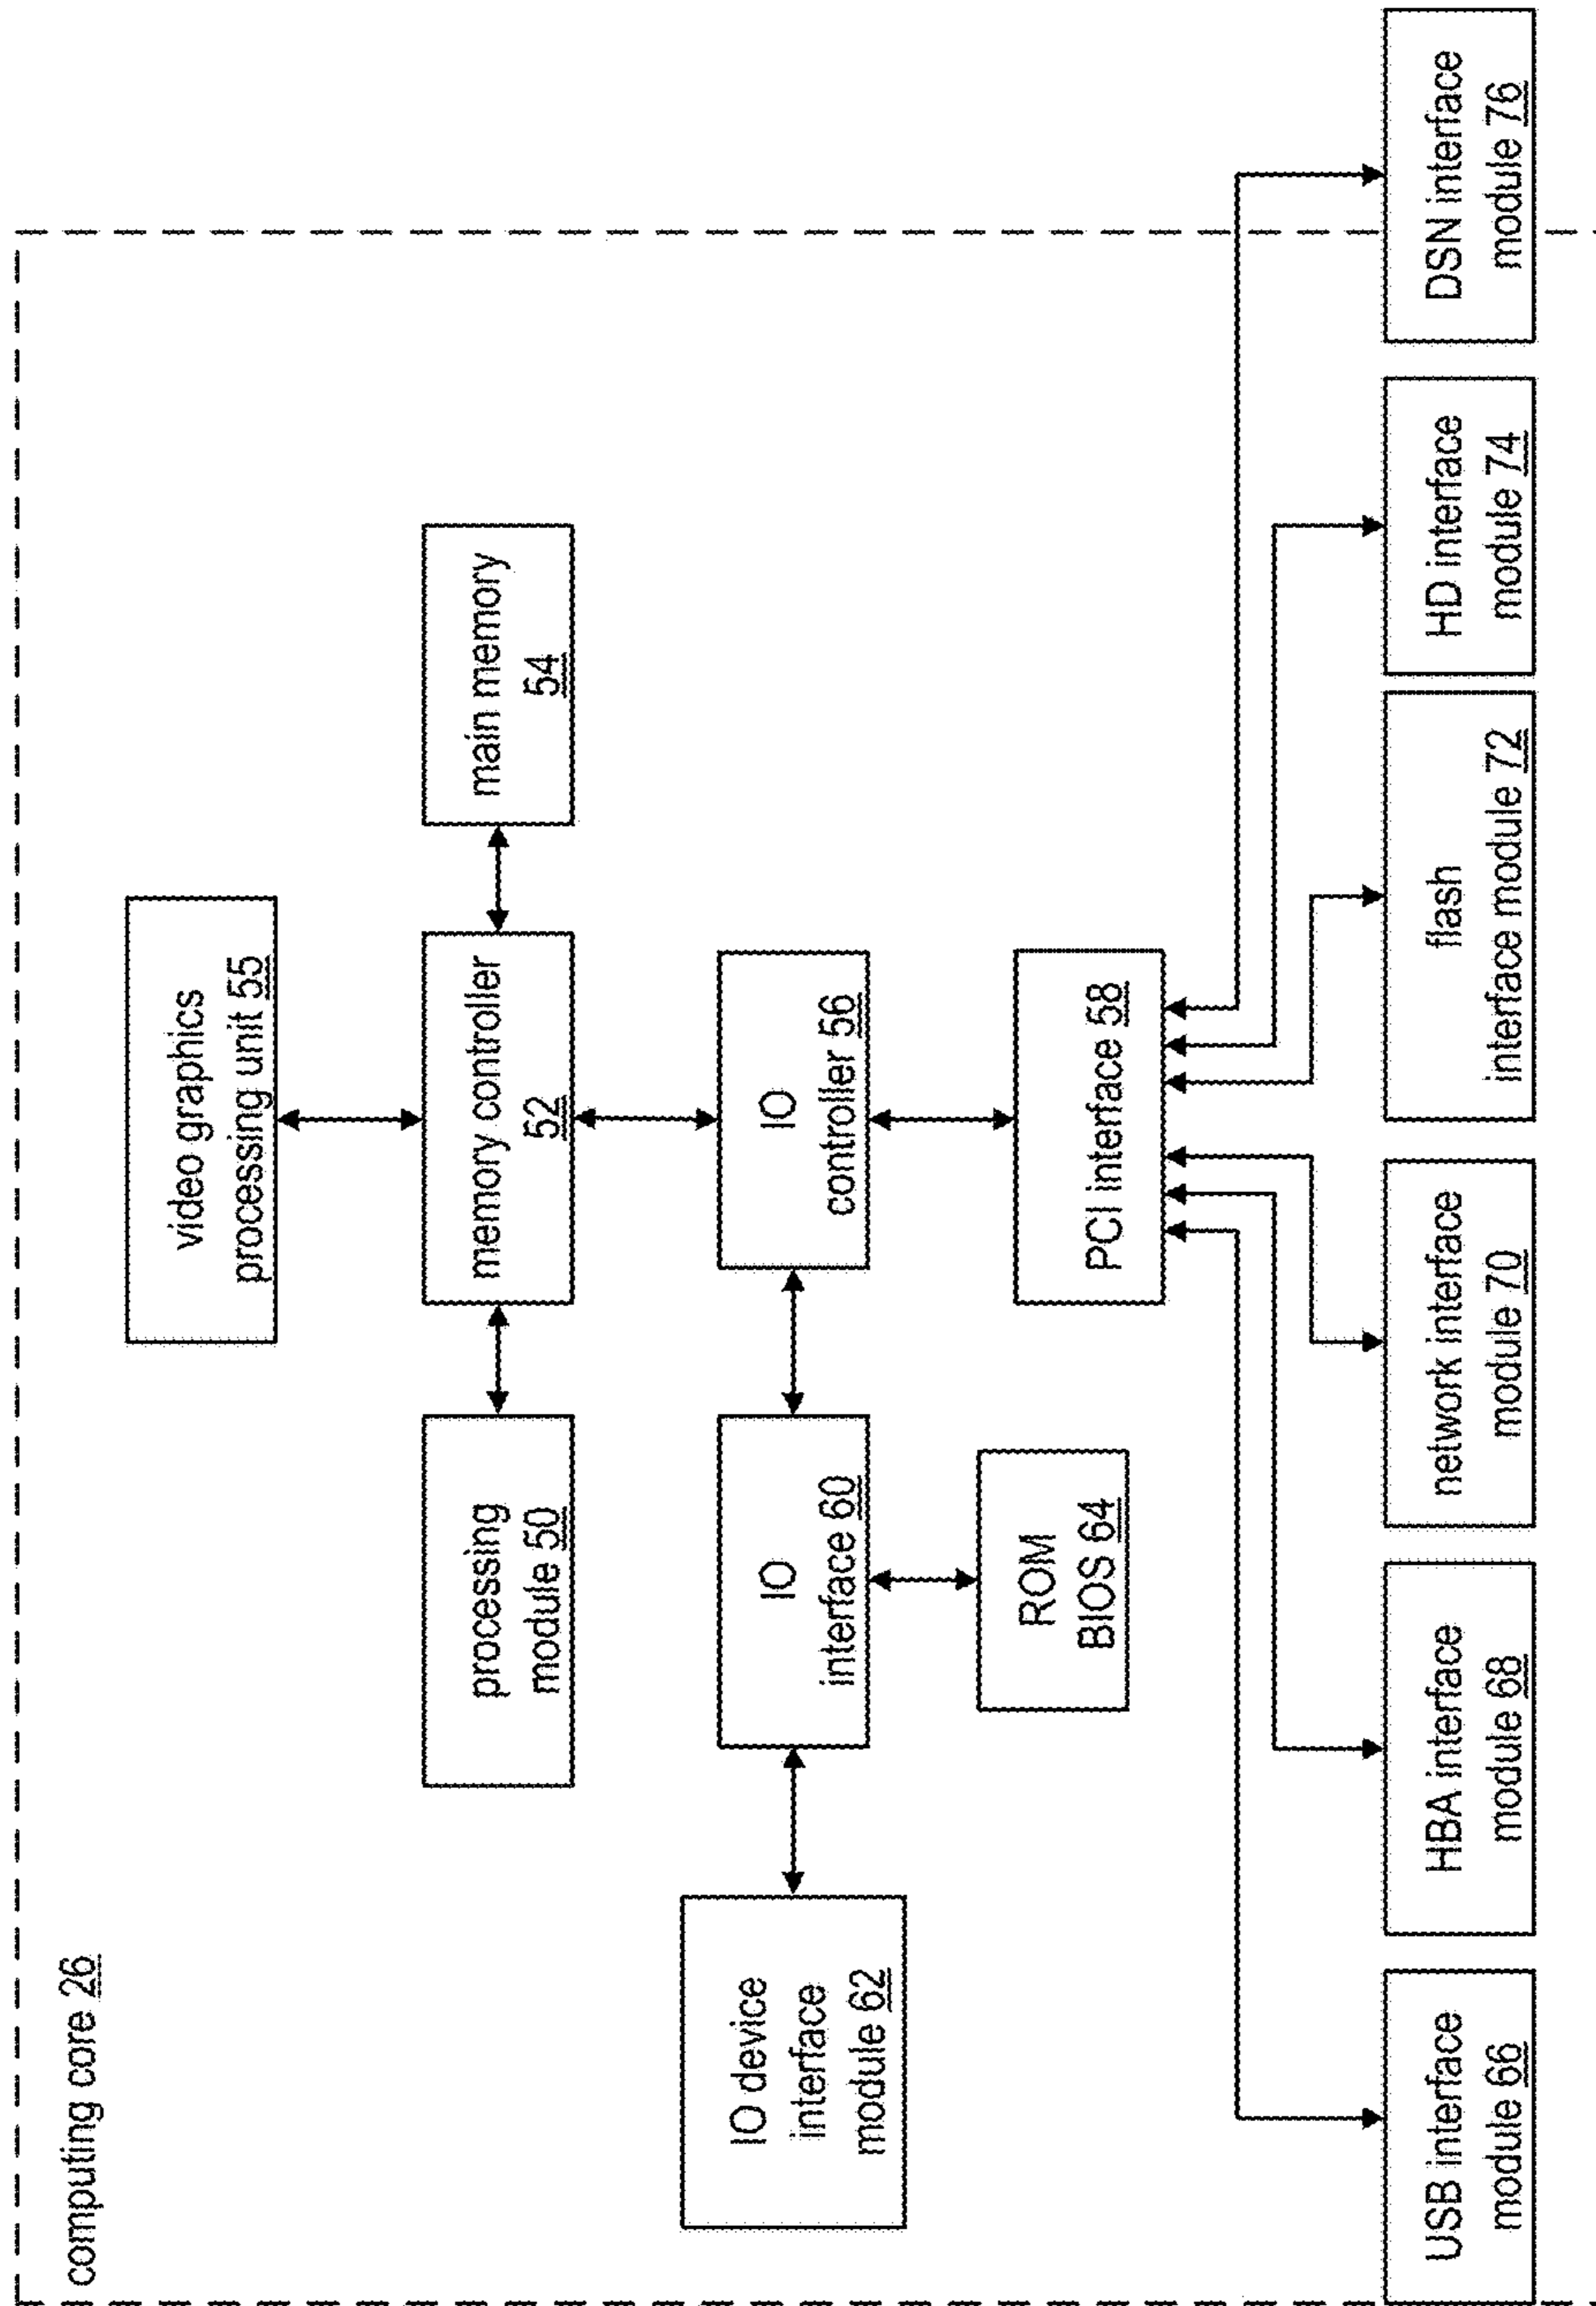 computing core 26
video graphics
processing unit 55
processing
module 50
memory controller
52
main memory
54
IO device
interface
module 62
IO
interface 60
IO
controller 56
ROM
BIOS 64
PCI interface 58
USB interface
module 66
HBA interface
module 68
network interface
module 70
flash
interface module 72
HD interface
module 74
DSN interface
module 76